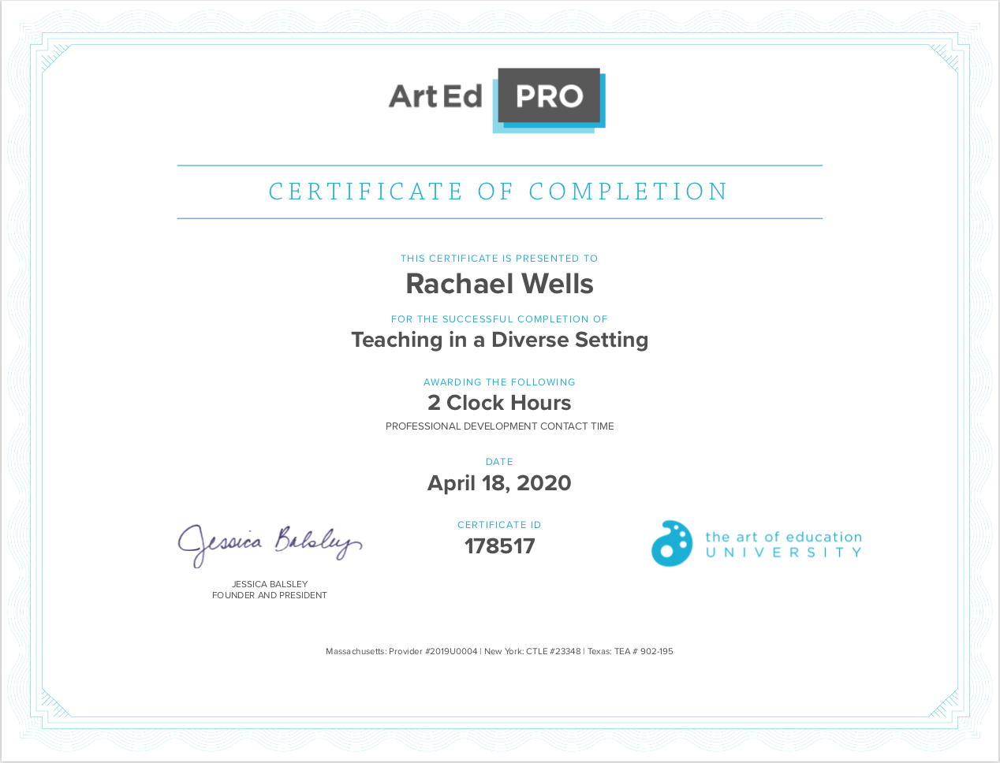 Art Ed PRO
CERTIFICATE OF COMPLETION
THIS CERTIFICATE IS PRESENTED TO
Rachael Wells
FOR THE SUCCESSFUL COMPLETION OF
Teaching in a Diverse Setting
AWARDING THE FOLLOWING
2 Clock Hours
PROFESSIONAL DEVELOPMENT CONTACT TIME
DATE
April 18, 2020
CERTIFICATE ID
178517
Jessica Balsley
JESSICA BALSLEY
FOUNDER AND PRESIDENT
the art of education
UNIVERSITY
Massachusetts: Provider #2019U0004 | New York: CTLE #23348 | Texas: TEA # 902-195